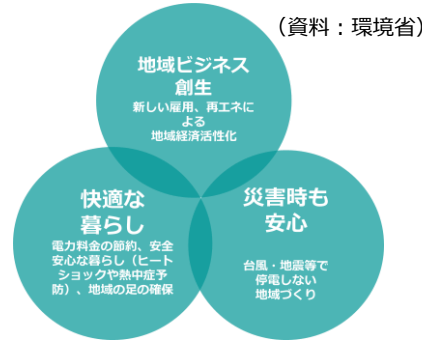 （資料：環境省）
地域ビジネス
創生
新しい雇用、再エネに
よる
地域経済活性化
快適な
暮らし
電力料金の節約、安全
安心な暮らし（ヒート
ショックや熱中症予
防）、地域の足の確保
災害時も
安心
台風・地震等で
停電しない
地域づくり